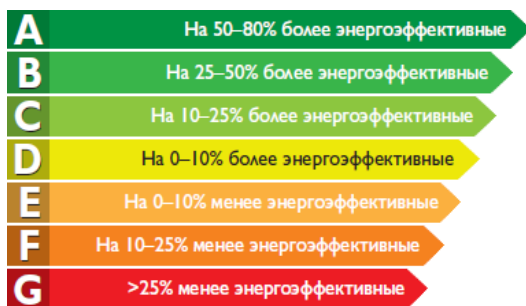 A На 50–80% более энергоэффективные
B На 25–50% более энергоэффективные
C На 10–25% более энергоэффективные
D На 0–10% более энергоэффективные
E На 0–10% менее энергоэффективные
F На 10–25% менее энергоэффективные
G >25% менее энергоэффективные